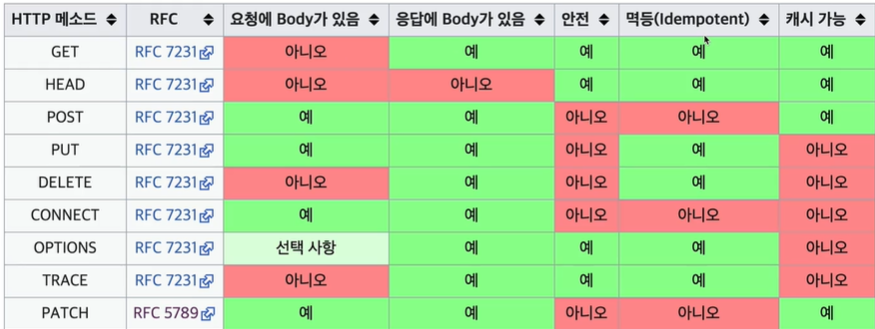 HTTP 메소드 RFC 요청에 Body가 있음 응답에 Body가 있음 안전 멱등(Idempotent) 캐시 가능
GET RFC 7231 아니오 예 예 예 예
HEAD RFC 7231 아니오 아니오 예 예 예
POST RFC 7231 예 예 아니오 아니오 예
PUT RFC 7231 예 예 아니오 예 아니오
DELETE RFC 7231 아니오 예 아니오 예 아니오
CONNECT RFC 7231 예 예 아니오 아니오 아니오
OPTIONS RFC 7231 선택 사항 예 예 예 아니오
TRACE RFC 7231 아니오 예 예 예 아니오
PATCH RFC 5789 예 예 아니오 아니오 예